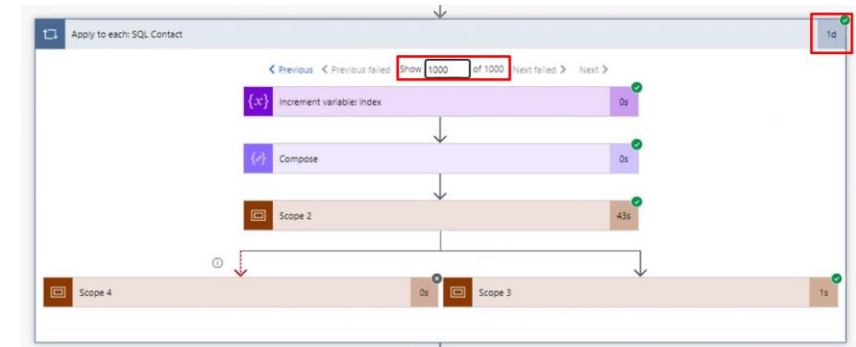 Apply to each: SQL Contact
1d
Previous Previous failed Show 1000 of 1000 Next failed Next
{x} Increment variable: index 0s
Compose 0s
Scope 2 43s
Scope 4 0s Scope 3 1s